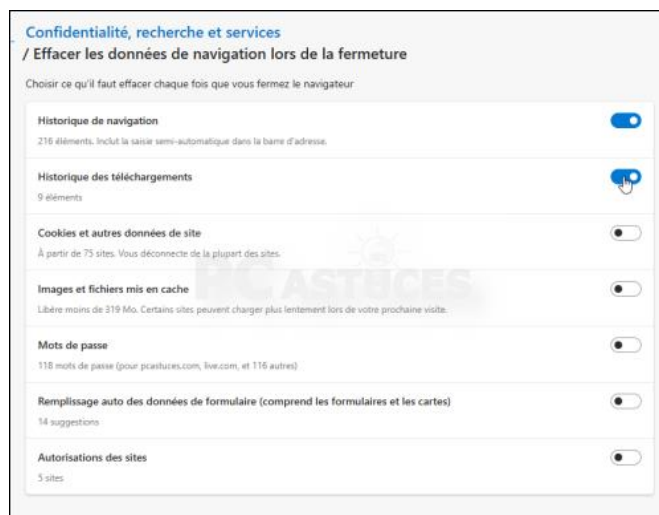 Confidentialité, recherche et services
/ Effacer les données de navigation lors de la fermeture
Choisir ce qu'il faut effacer chaque fois que vous fermez le navigateur
Historique de navigation
216 éléments. Inclut la saisie semi-automatique dans la barre d'adresse.
Historique des téléchargements
9 éléments
Cookies et autres données de site
À partir de 75 sites. Vous déconnecte de la plupart des sites.
PC ASTUCES
Images et fichiers mis en cache
Libère moins de 319 Mo. Certains sites peuvent charger plus lentement lors de votre prochaine visite.
Mots de passe
118 mots de passe (pour pcastuces.com, live.com, et 116 autres)
Remplissage auto des données de formulaire (comprend les formulaires et les cartes)
14 suggestions
Autorisations des sites
5 sites